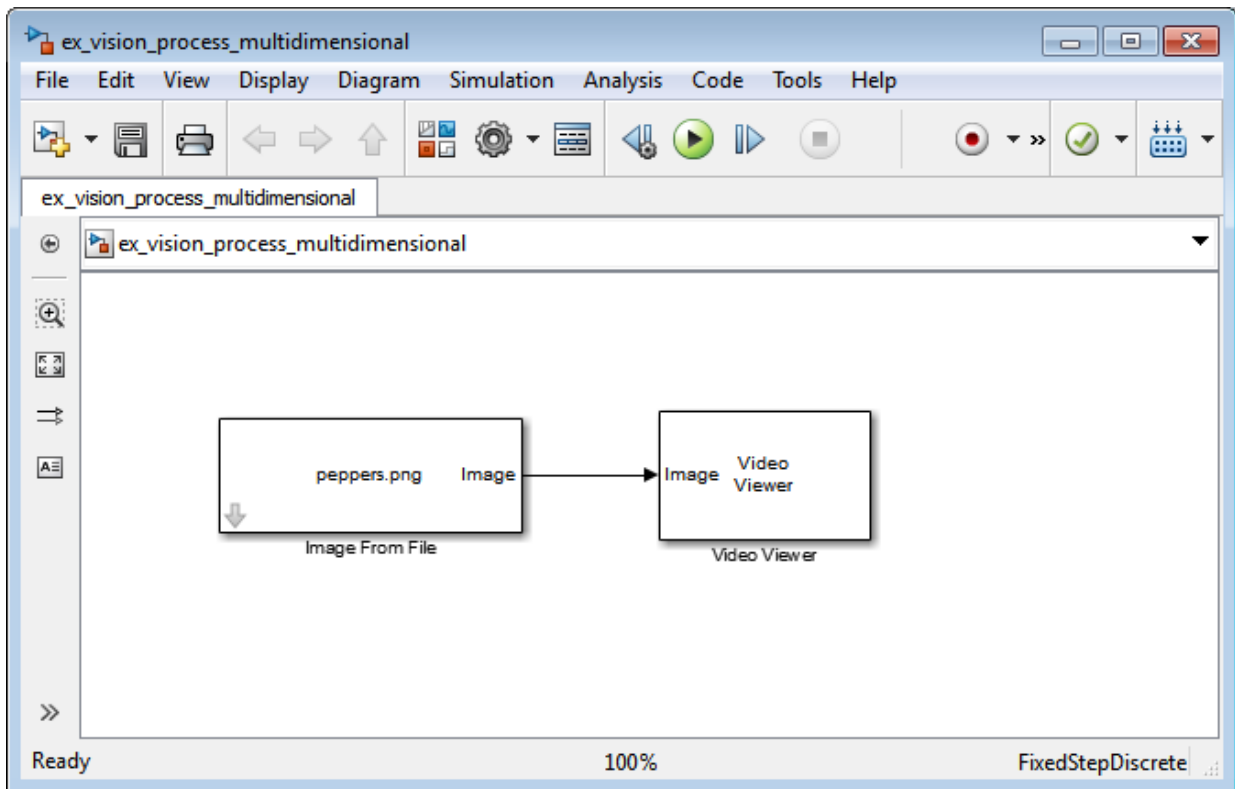 ex_vision_process_multidimensional
File Edit View Display Diagram Simulation Analysis Code Tools Help
ex_vision_process_multidimensional
ex_vision_process_multidimensional
peppers.png Image
Image From File
Image Video
Viewer
Video Viewer
Ready 100% FixedStepDiscrete